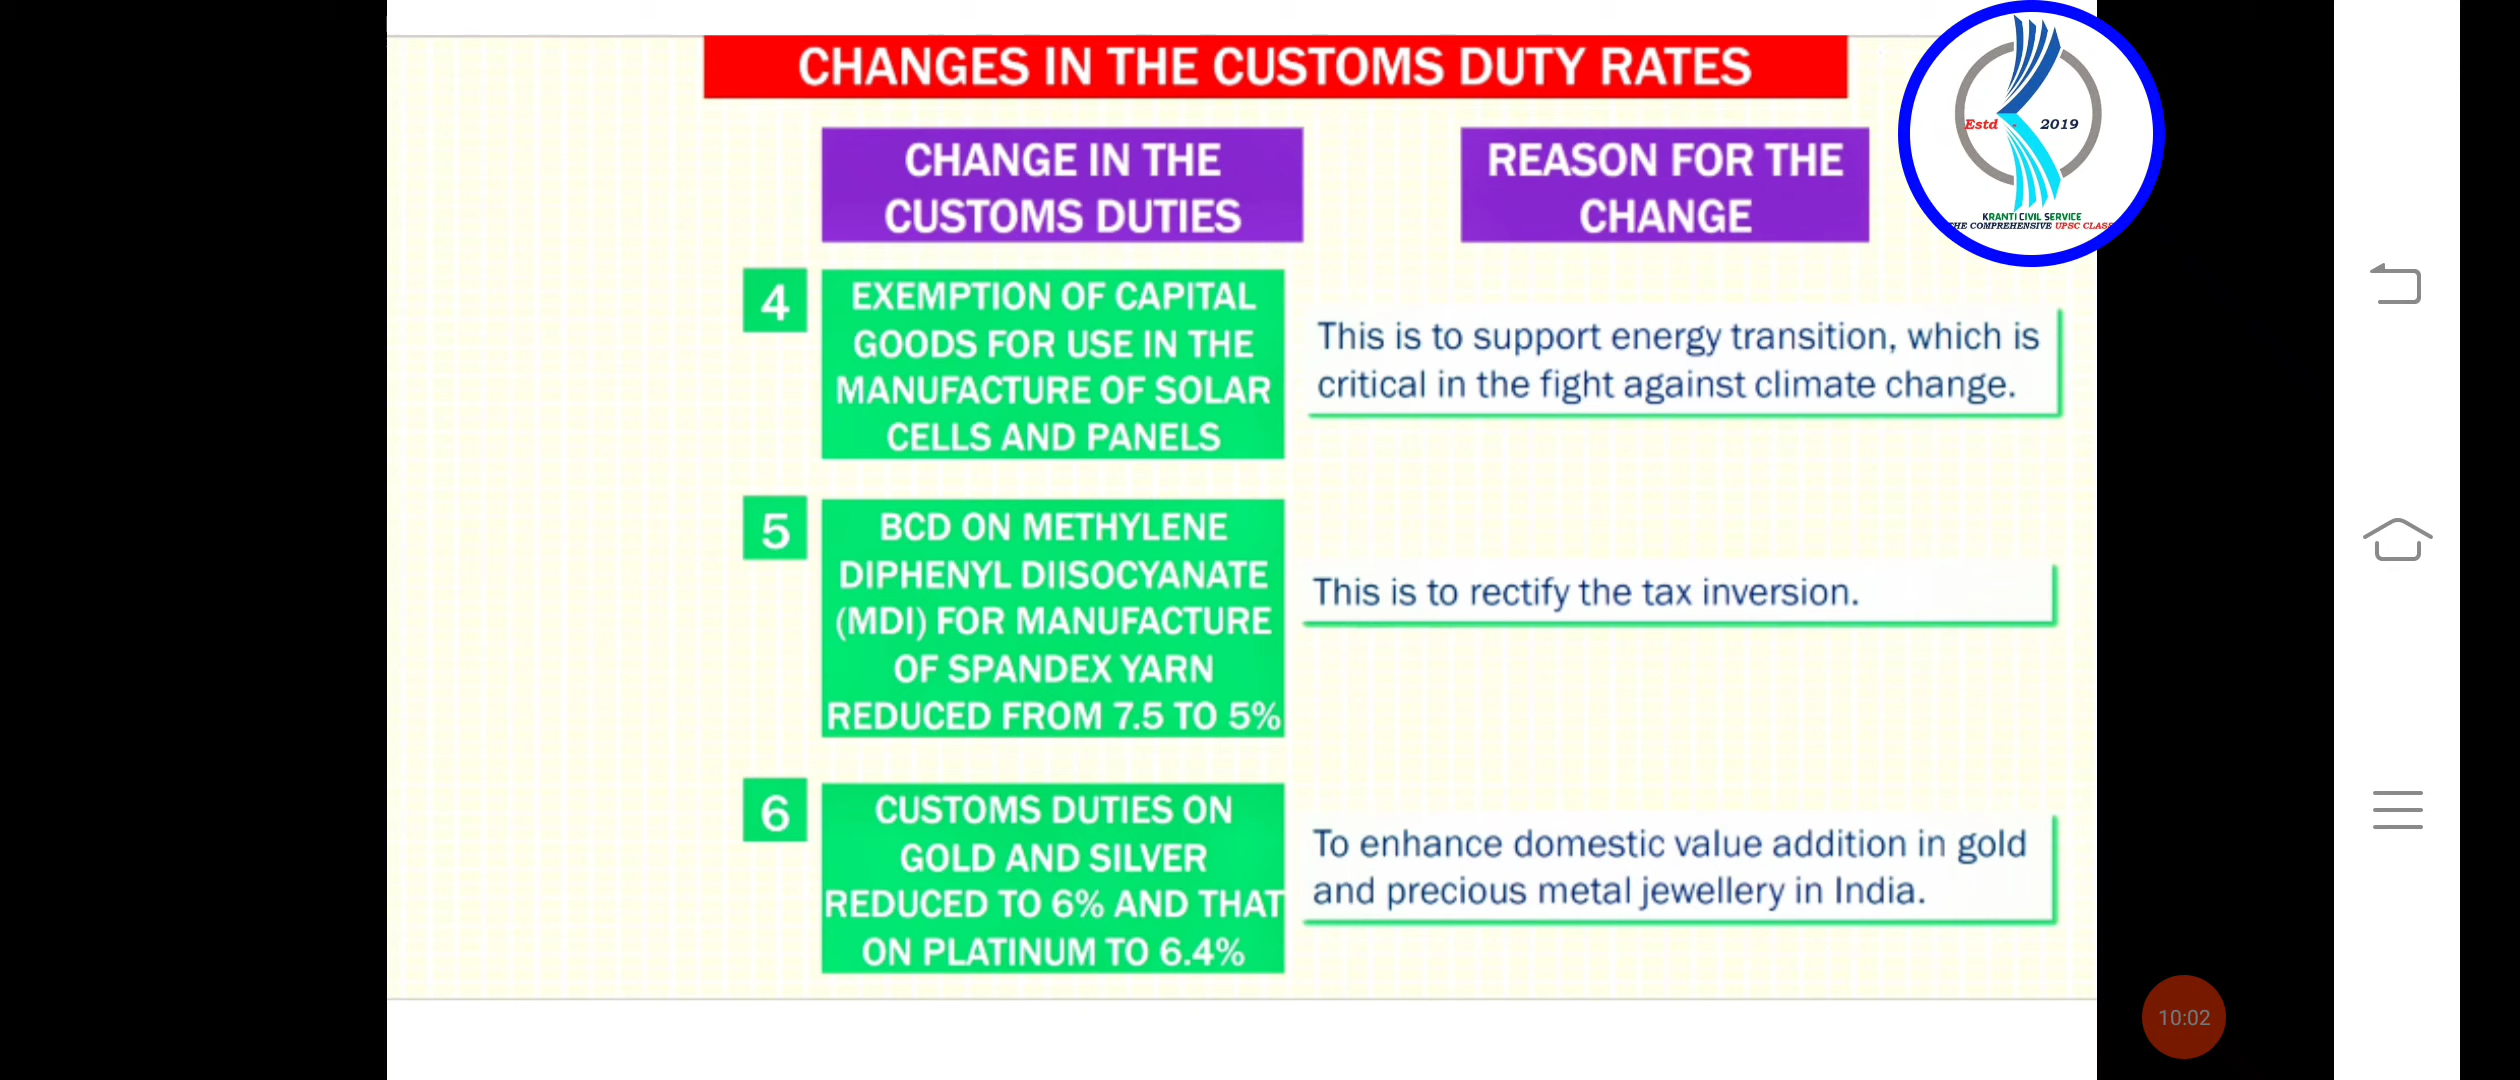 CHANGES IN THE CUSTOMS DUTY RATES
CHANGE IN THE
CUSTOMS DUTIES
REASON FOR THE
CHANGE
Estd - 2019
KRANTI CIVIL SERVICE
THE COMPREHENSIVE UPSC CLASS
4
EXEMPTION OF CAPITAL
GOODS FOR USE IN THE
MANUFACTURE OF SOLAR
CELLS AND PANELS
This is to support energy transition, which is
critical in the fight against climate change.
5
BCD ON METHYLENE
DIPHENYL DIISOCYANATE
(MDI) FOR MANUFACTURE
OF SPANDEX YARN
REDUCED FROM 7.5 TO 5%
This is to rectify the tax inversion.
6
CUSTOMS DUTIES ON
GOLD AND SILVER
REDUCED TO 6% AND THAT
ON PLATINUM TO 6.4%
To enhance domestic value addition in gold
and precious metal jewellery in India.
10:02